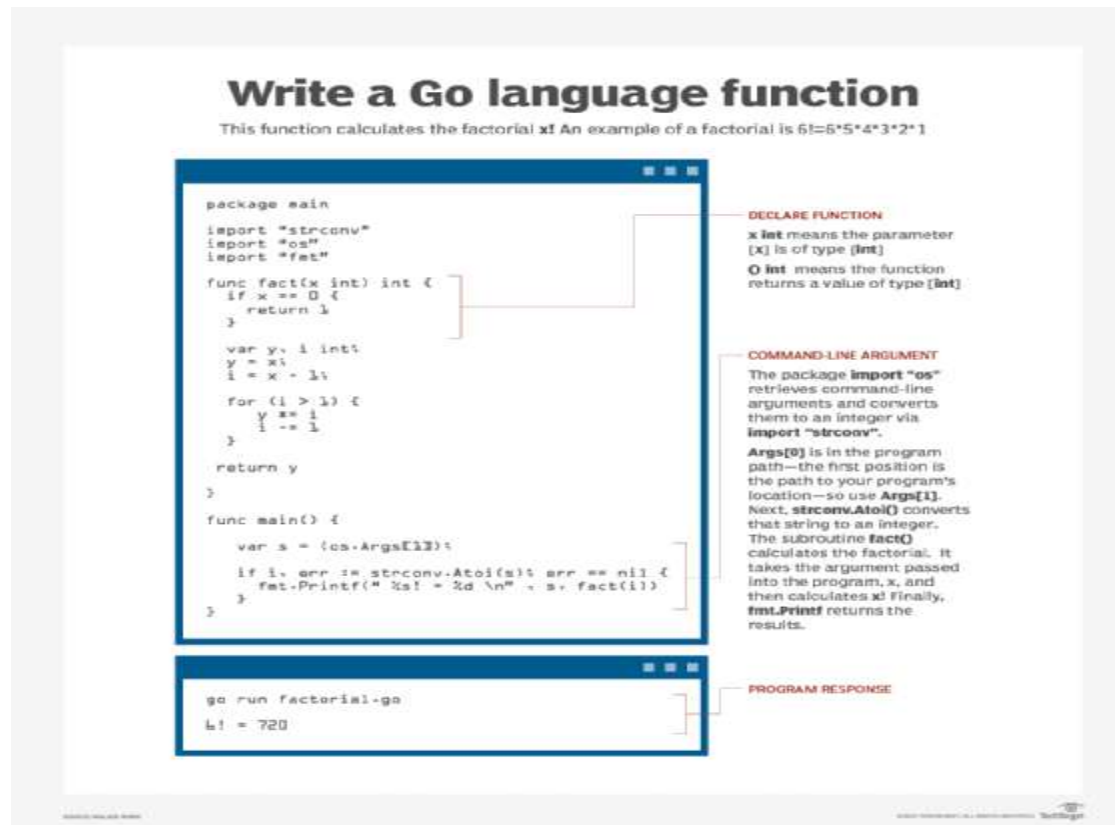 Write a Go language function
This function calculates the factorial x! An example of a factorial is 6!=6*5*4*3*2*1
package main
import "strconv"
import "os"
import "fmt"
func fact(x int) int {
if x == 0 {
return 1
}
var y, i int;
y = x;
i = x - 1;
for (i > 1) {
y *= i
i -= 1
}
return y
}
func main() {
var s = (os.Args[1]);
if i, err := strconv.Atoi(s); err == nil {
fmt.Printf(" %s! = %d \n" , s, fact(i))
}
}
DECLARE FUNCTION
x int means the parameter
[x] is of type [int]
() int means the function
returns a value of type [int]
COMMAND-LINE ARGUMENT
The package import "os"
retrieves command-line
arguments and converts
them to an integer via
import "strconv".
Args[0] is in the program
path—the first position is
the path to your program's
location—so use Args[1].
Next, strconv.Atoi() converts
that string to an integer.
The subroutine fact()
calculates the factorial. It
takes the argument passed
into the program, x, and
then calculates x! Finally,
fmt.Printf returns the
results.
go run factorial.go
6! = 720
PROGRAM RESPONSE
TechTarget